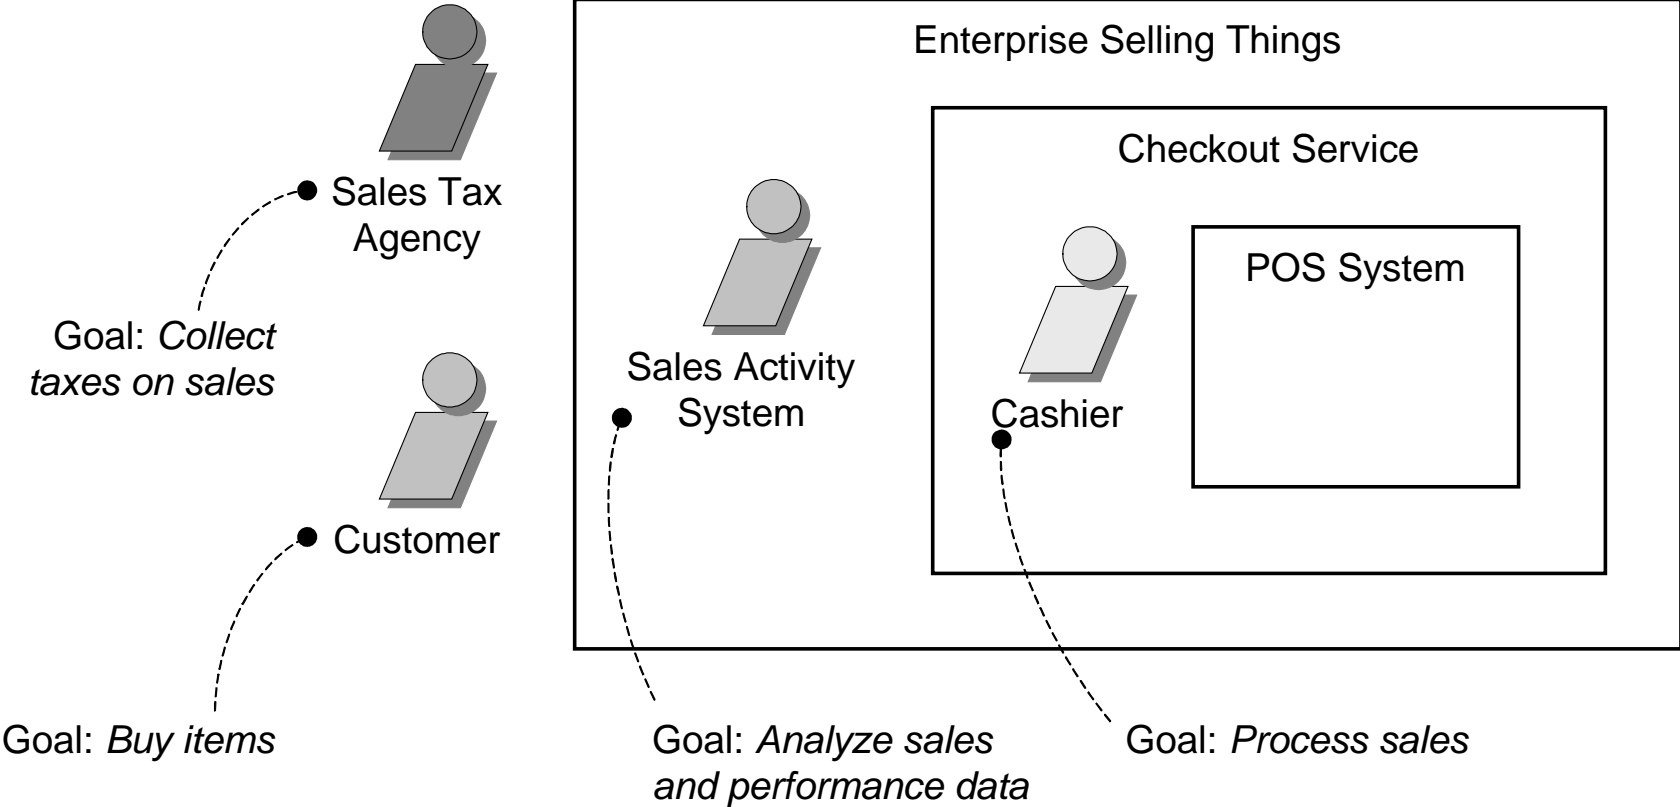 Enterprise Selling Things
Checkout Service
POS System
Sales Tax
Agency
Goal: Collect
taxes on sales
Sales Activity
System
Cashier
Customer
Goal: Buy items
Goal: Analyze sales
and performance data
Goal: Process sales